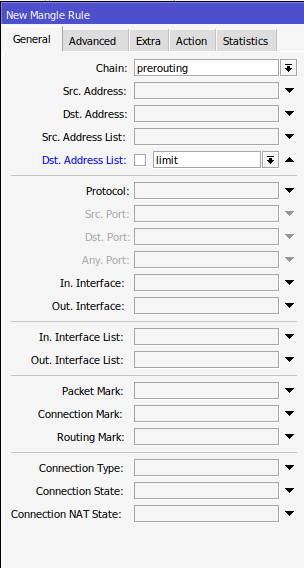 New Mangle Rule
General Advanced Extra Action Statistics
Chain: prerouting
Src. Address:
Dst. Address:
Src. Address List:
Dst. Address List: limit
Protocol:
Src. Port:
Dst. Port:
Any. Port:
In. Interface:
Out. Interface:
In. Interface List:
Out. Interface List:
Packet Mark:
Connection Mark:
Routing Mark:
Connection Type:
Connection State:
Connection NAT State: